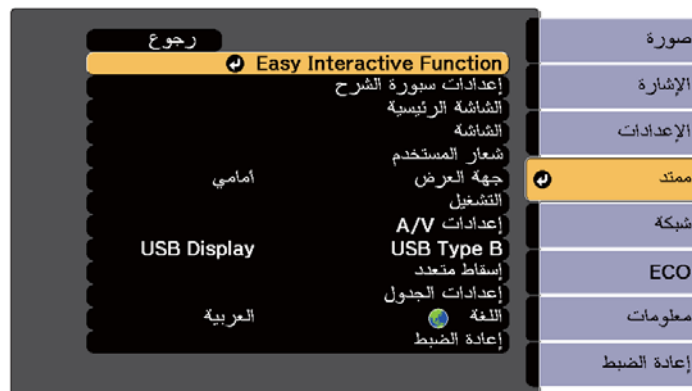 صورة
الإشارة
الإعدادات
ممتد
شبكة
ECO
معلومات
إعادة الضبط
رجوع
Easy Interactive Function
إعدادات سبورة الشرح
الشاشة الرئيسية
الشاشة
شعار المستخدم
جهة العرض أمامي
التشغيل
إعدادات A/V
USB Type B USB Display
إسقاط متعدد
إعدادات الجدول
اللغة العربية
إعادة الضبط